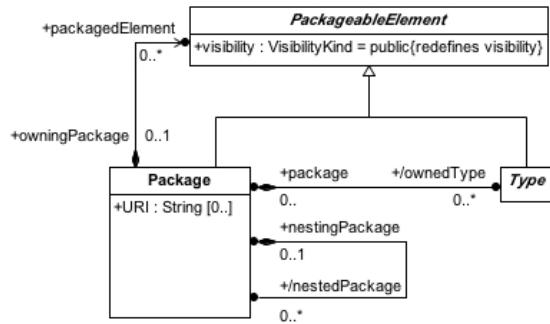 PackageableElement
+visibility : VisibilityKind = public{redefines visibility}
+packagedElement
0..*
+owningPackage
0..1
Package
+URI : String [0..]
+package
0..
+/ownedType
0..*
Type
+nestingPackage
0..1
+/nestedPackage
0..*